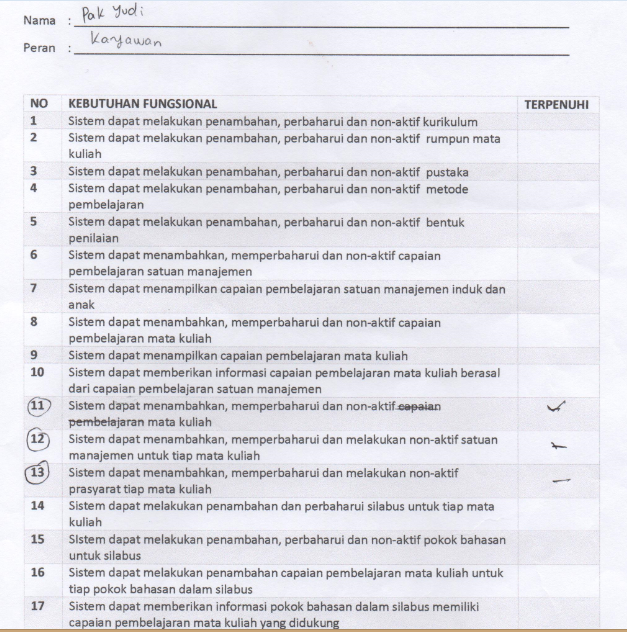 Nama : Pak Yudi
Peran : Karyawan
NO KEBUTUHAN FUNGSIONAL TERPENUHI
1 Sistem dapat melakukan penambahan, perbaharui dan non-aktif kurikulum
2 Sistem dapat melakukan penambahan, perbaharui dan non-aktif rumpun mata
kuliah
3 Sistem dapat melakukan penambahan, perbaharui dan non-aktif pustaka
4 Sistem dapat melakukan penambahan, perbaharui dan non-aktif metode
pembelajaran
5 Sistem dapat melakukan penambahan, perbaharui dan non-aktif bentuk
penilaian
6 Sistem dapat menambahkan, memperbaharui dan non-aktif capaian
pembelajaran satuan manajemen
7 Sistem dapat menampilkan capaian pembelajaran satuan manajemen induk dan
anak
8 Sistem dapat menambahkan, memperbaharui dan non-aktif capaian
pembelajaran mata kuliah
9 Sistem dapat menampilkan capaian pembelajaran mata kuliah
10 Sistem dapat memberikan informasi capaian pembelajaran mata kuliah berasal
dari capaian pembelajaran satuan manajemen
11 Sistem dapat menambahkan, memperbaharui dan non-aktif capaian
pembelajaran mata kuliah
12 Sistem dapat menambahkan, memperbaharui dan melakukan non-aktif satuan
manajemen untuk tiap mata kuliah
13 Sistem dapat menambahkan, memperbaharui dan melakukan non-aktif
prasyarat tiap mata kuliah
14 Sistem dapat melakukan penambahan dan perbaharui silabus untuk tiap mata
kuliah
15 SIstem dapat melakukan penambahan, perbaharui dan non-aktif pokok bahasan
untuk silabus
16 Sistem dapat melakukan penambahan capaian pembelajaran mata kuliah untuk
tiap pokok bahasan dalam silabus
17 Sistem dapat memberikan informasi pokok bahasan dalam silabus memiliki
capaian pembelajaran mata kuliah yang didukung